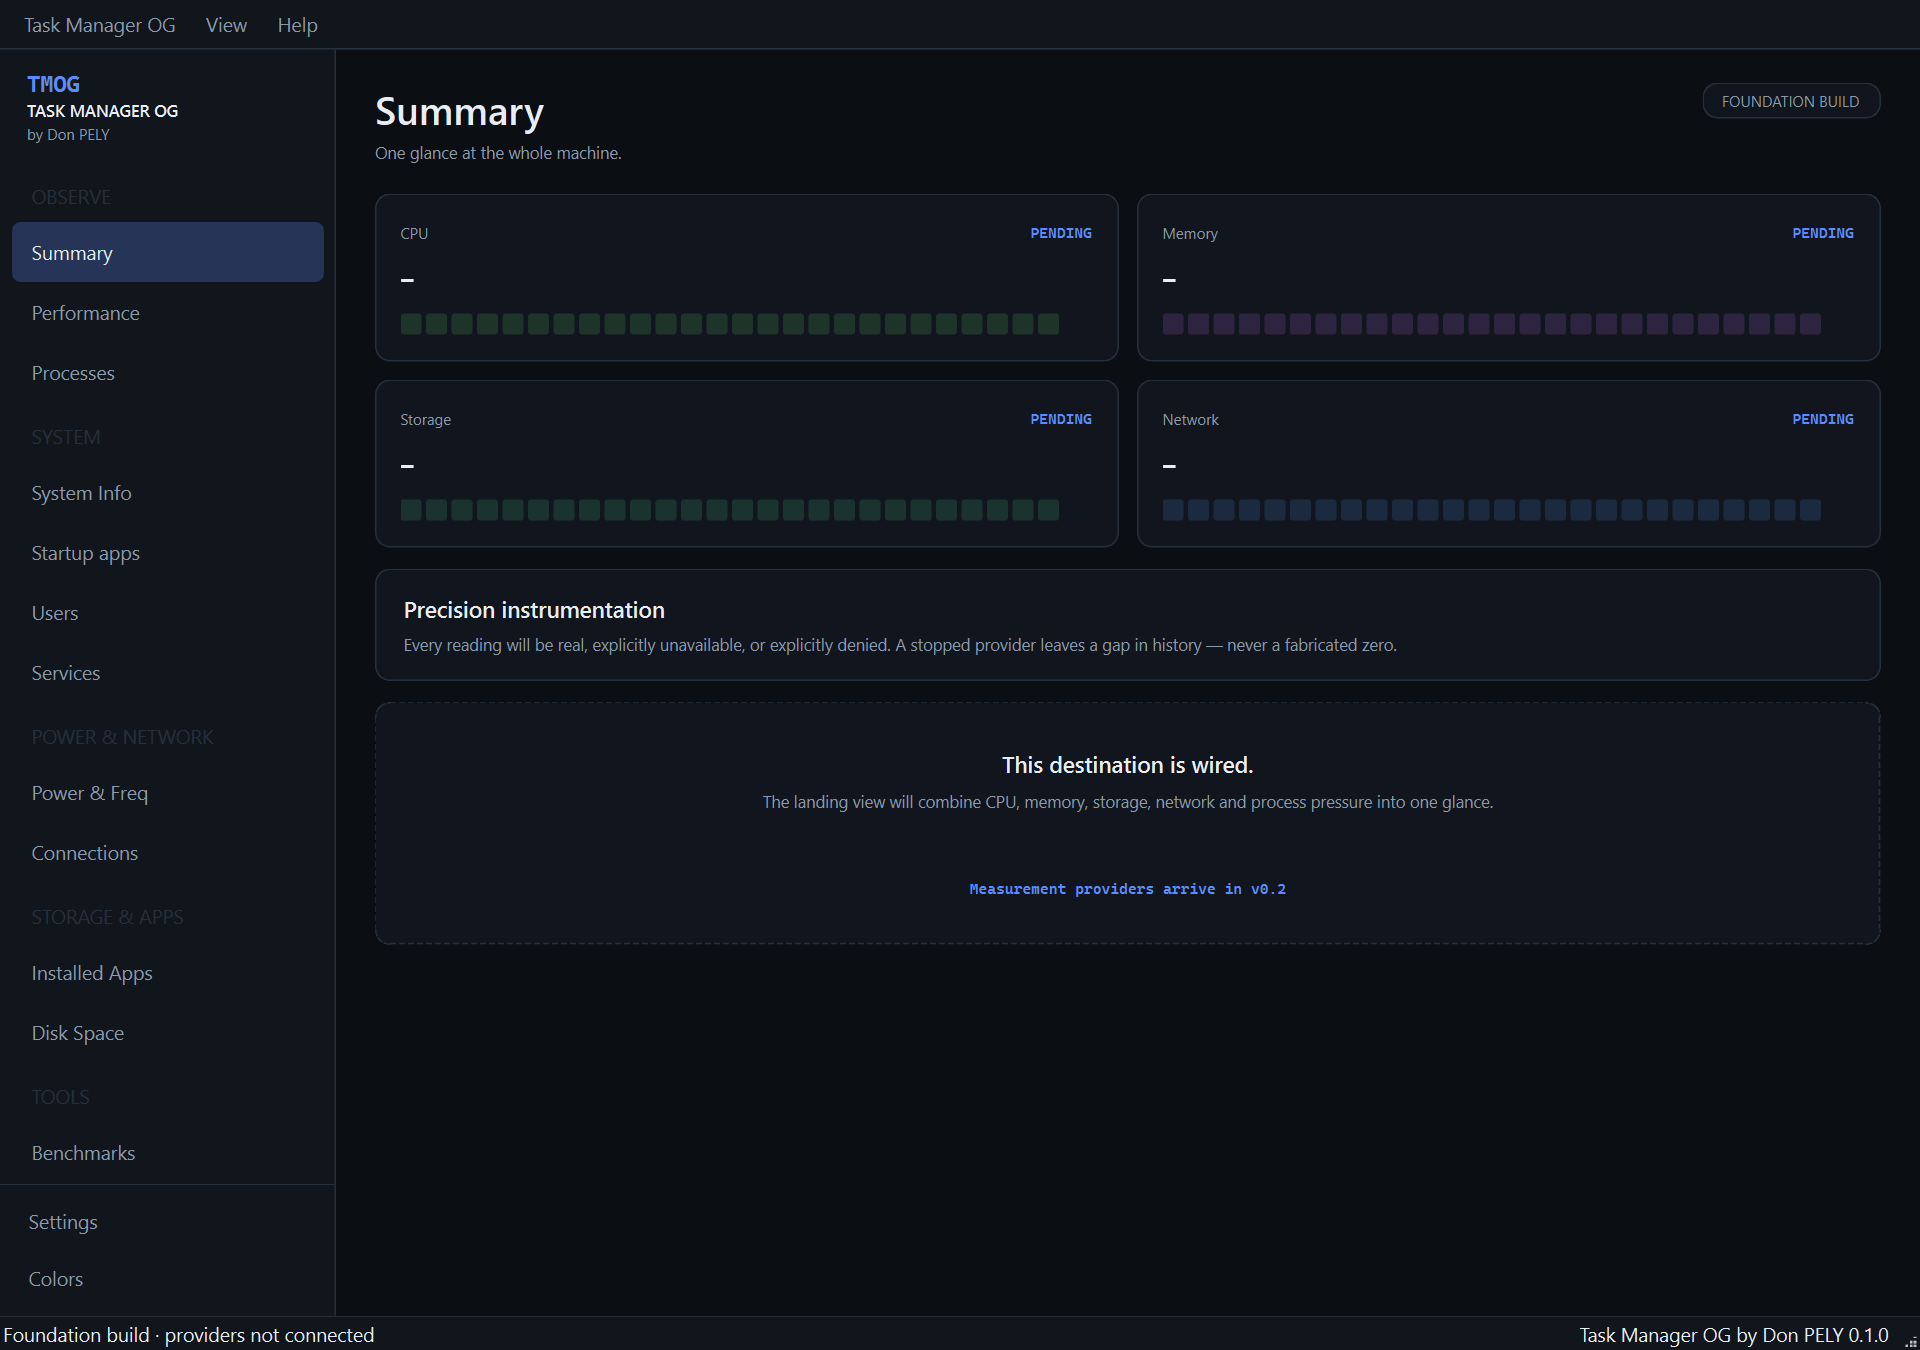 Task Manager OG View Help
TMOG
TASK MANAGER OG
by Don PELY
OBSERVE
Summary
Performance
Processes
SYSTEM
System Info
Startup apps
Users
Services
POWER & NETWORK
Power & Freq
Connections
STORAGE & APPS
Installed Apps
Disk Space
TOOLS
Benchmarks
Settings
Colors
Summary
FOUNDATION BUILD
One glance at the whole machine.
CPU PENDING
–
Memory PENDING
–
Storage PENDING
–
Network PENDING
–
Precision instrumentation
Every reading will be real, explicitly unavailable, or explicitly denied. A stopped provider leaves a gap in history — never a fabricated zero.
This destination is wired.
The landing view will combine CPU, memory, storage, network and process pressure into one glance.
Measurement providers arrive in v0.2
Foundation build · providers not connected
Task Manager OG by Don PELY 0.1.0